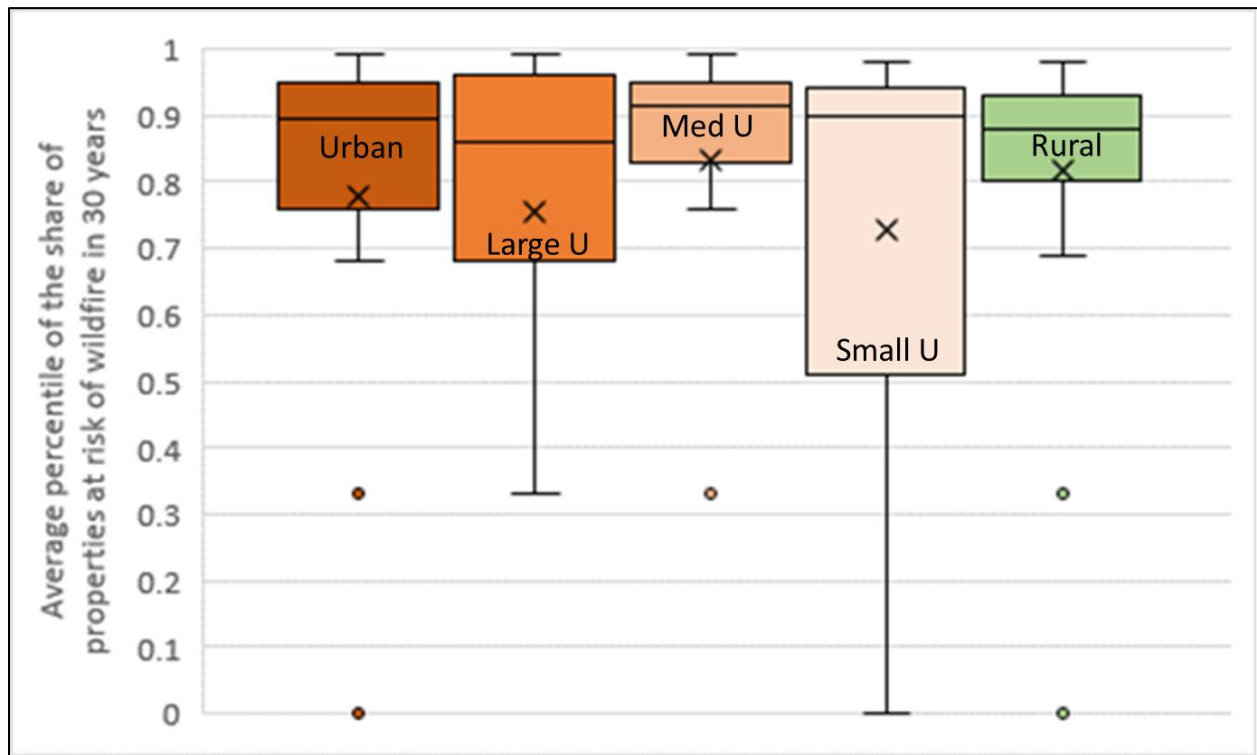 Average percentile of the share of
properties at risk of wildfire in 30 years
1
0.9
0.8
0.7
0.6
0.5
0.4
0.3
0.2
0.1
0
Urban
Large U
Med U
Small U
Rural